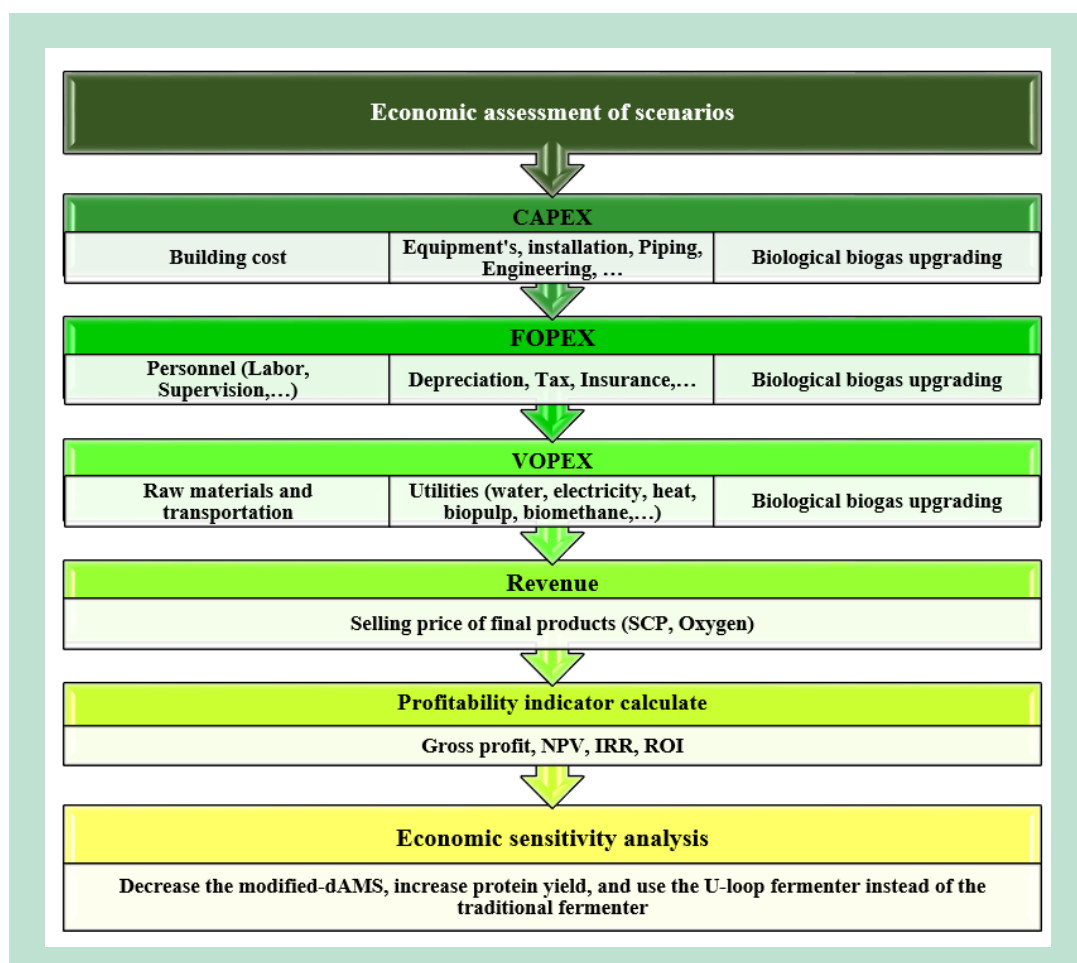 Economic assessment of scenarios
CAPEX
Building cost
Equipment's, installation, Piping,
Engineering, …
Biological biogas upgrading
FOPEX
Personnel (Labor,
Supervision,…)
Depreciation, Tax, Insurance,…
Biological biogas upgrading
VOPEX
Raw materials and
transportation
Utilities (water, electricity, heat,
biopulp, biomethane,…)
Biological biogas upgrading
Revenue
Selling price of final products (SCP, Oxygen)
Profitability indicator calculate
Gross profit, NPV, IRR, ROI
Economic sensitivity analysis
Decrease the modified-dAMS, increase protein yield, and use the U-loop fermenter instead of the
traditional fermenter